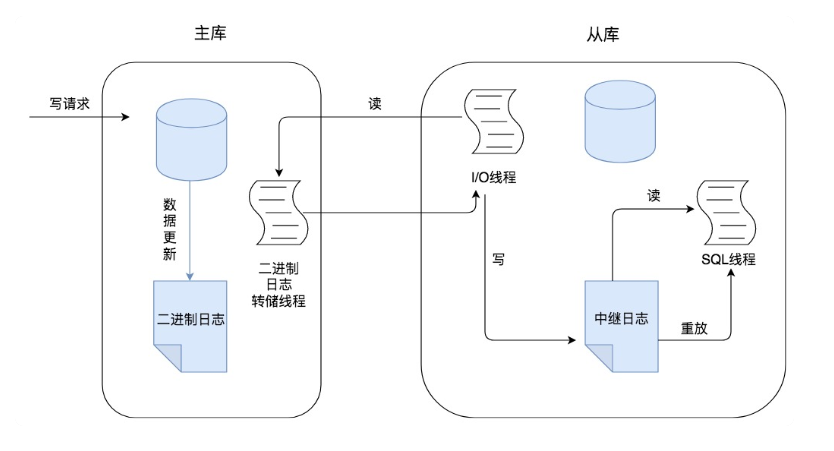 主库
从库
写请求
读
I/O线程
数
据
更
新
读
二进制
日志
转储线程
写
SQL线程
二进制日志
中继日志
重放